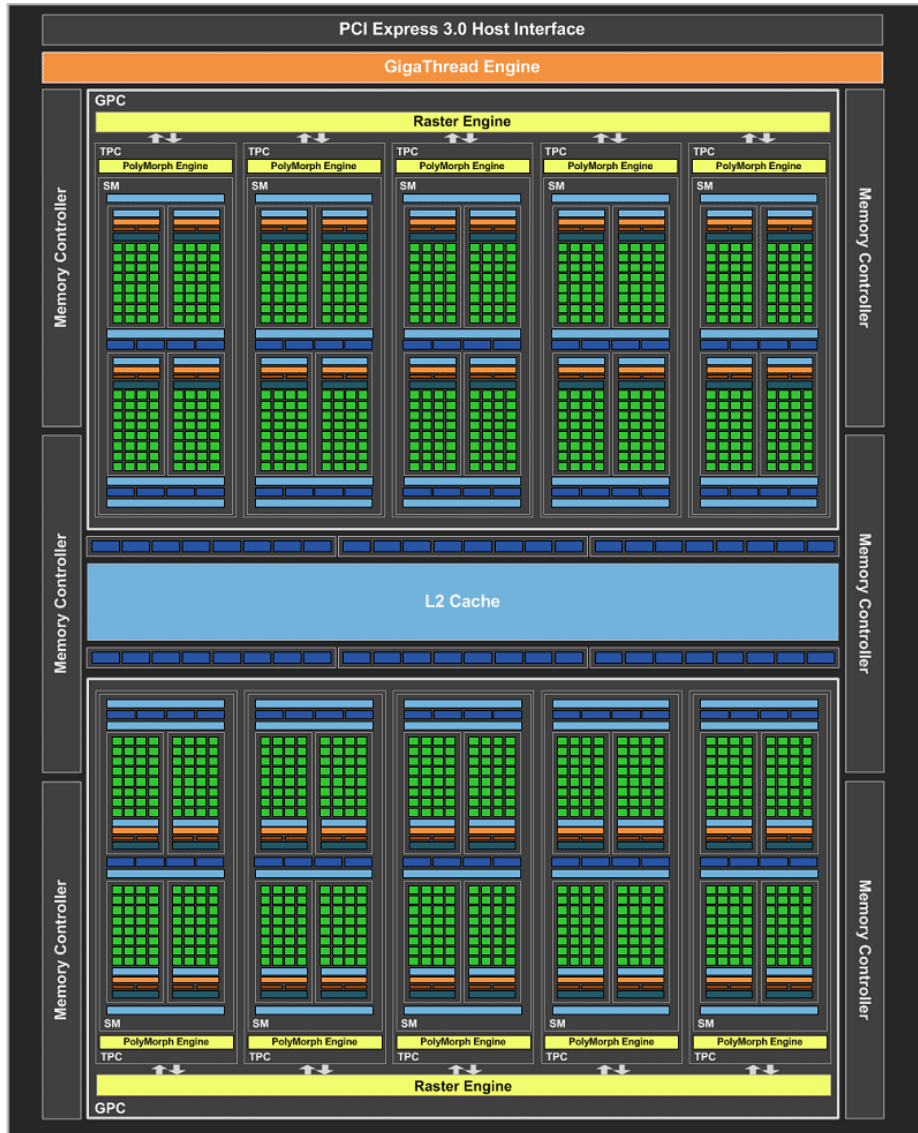 PCI Express 3.0 Host Interface
GigaThread Engine
GPC
Raster Engine
TPC
TPC
TPC
TPC
TPC
PolyMorph Engine
PolyMorph Engine
PolyMorph Engine
PolyMorph Engine
PolyMorph Engine
SM
SM
SM
SM
SM
Memory Controller
Memory Controller
Memory Controller
L2 Cache
Memory Controller
Memory Controller
Memory Controller
SM
SM
SM
SM
SM
PolyMorph Engine
PolyMorph Engine
PolyMorph Engine
PolyMorph Engine
PolyMorph Engine
TPC
TPC
TPC
TPC
TPC
Raster Engine
GPC